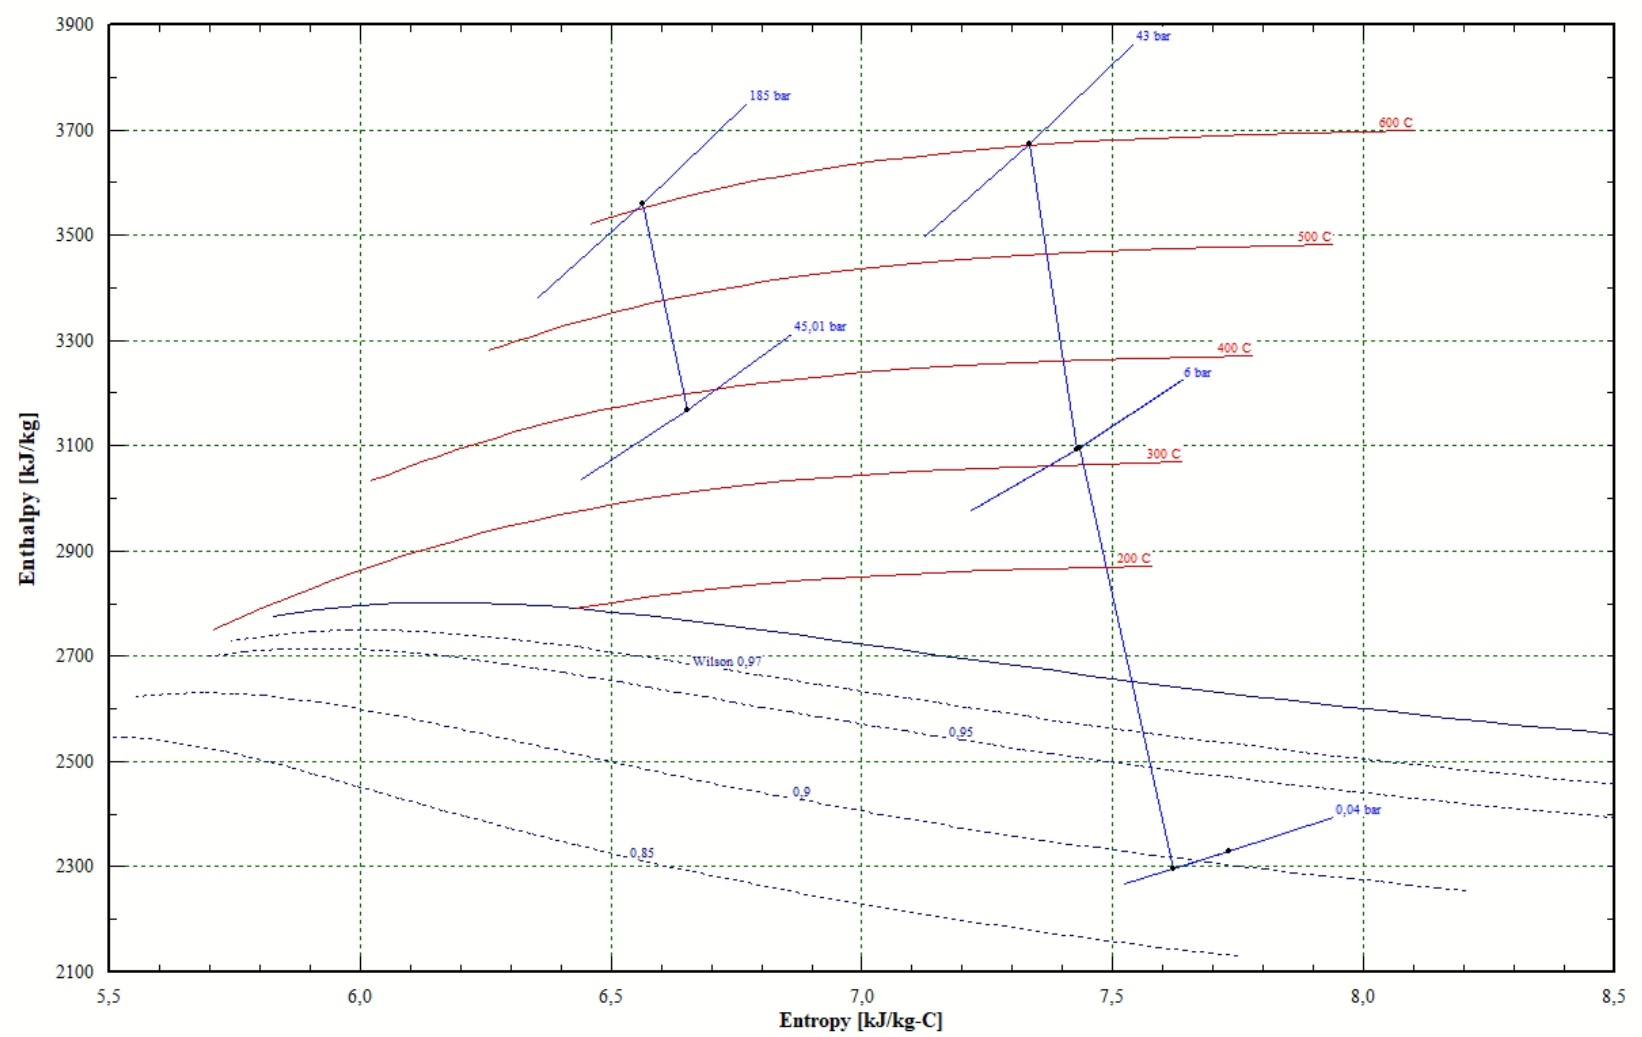 3900
43 bar
185 bar
600 C
3700
3500
500 C
45,01 bar
3300
400 C
6 bar
3100
300 C
2900
200 C
2700
Wilson 0,97
0,95
2500
0,9
0,04 bar
0,85
2300
2100
5,5 6,0 6,5 7,0 7,5 8,0 8,5
Entropy [kJ/kg-C]
Enthalpy [kJ/kg]